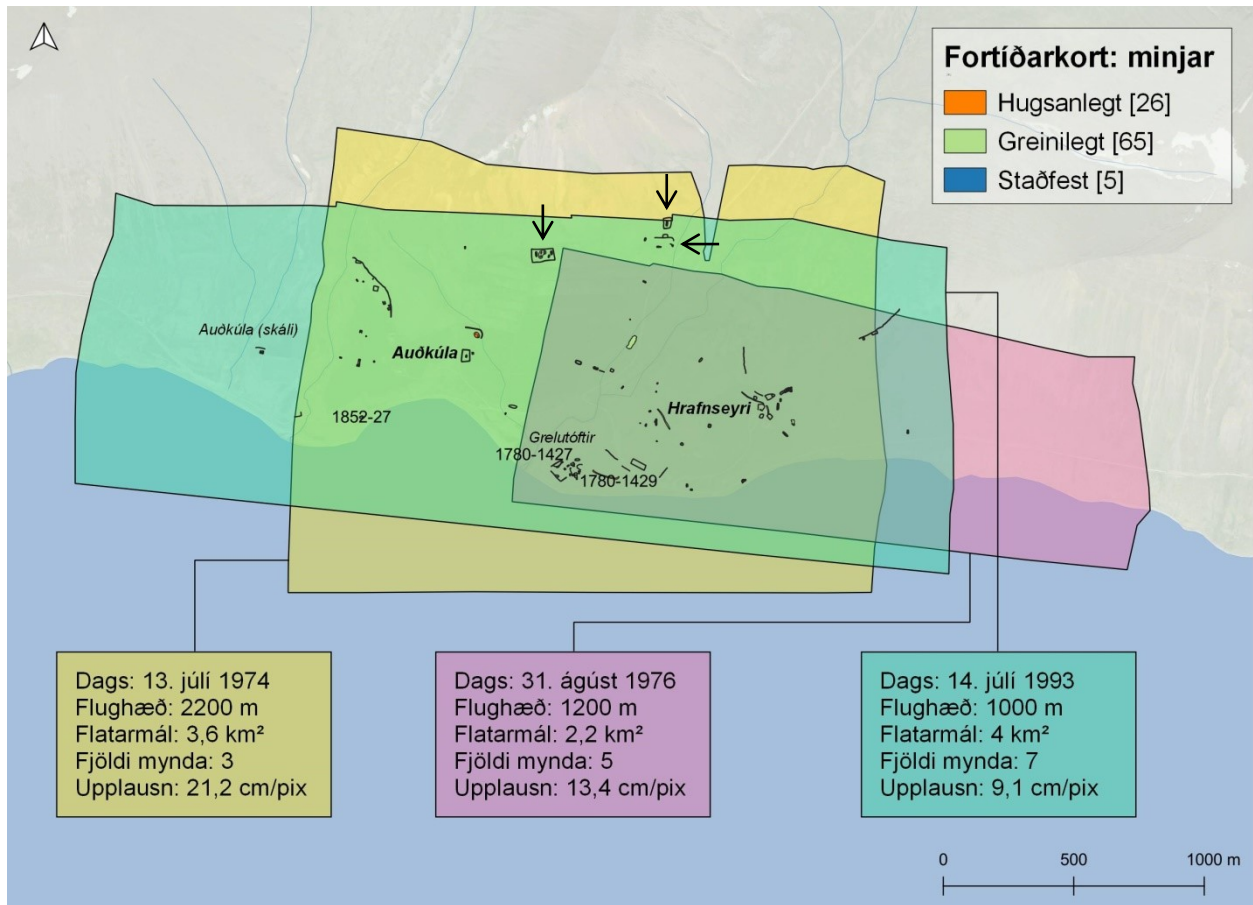 Fortíðarkort: minjar
Hugsanlegt [26]
Greinilegt [65]
Staðfest [5]
Auðkúla (skáli)
Auðkúla
1852-27
Hrafnseyri
Grelutóftir
1780-1427
1780-1429
Dags: 13. júlí 1974
Flughæð: 2200 m
Flatarmál: 3,6 km²
Fjöldi mynda: 3
Upplausn: 21,2 cm/pix
Dags: 31. ágúst 1976
Flughæð: 1200 m
Flatarmál: 2,2 km²
Fjöldi mynda: 5
Upplausn: 13,4 cm/pix
Dags: 14. júlí 1993
Flughæð: 1000 m
Flatarmál: 4 km²
Fjöldi mynda: 7
Upplausn: 9,1 cm/pix
0 500 1000 m